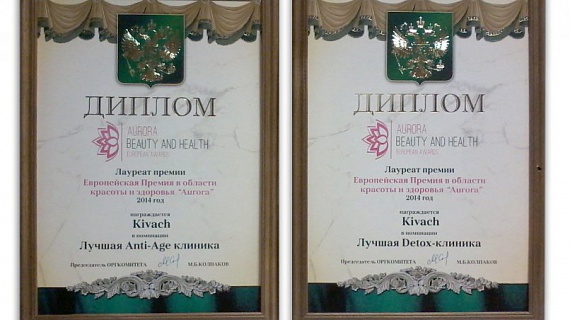 ДИПЛОМ
AURORA
BEAUTY AND HEALTH
EUROPEAN AWARDS
Лауреат премии
Европейская Премия в области
красоты и здоровья "Aurora"
2014 год
награждается
Kivach
в номинации
Лучшая Anti-Age клиника
Председатель ОРГКОМИТЕТА М.Б.КОЛПАКОВ
ДИПЛОМ
AURORA
BEAUTY AND HEALTH
EUROPEAN AWARDS
Лауреат премии
Европейская Премия в области
красоты и здоровья "Aurora"
2014 год
награждается
Kivach
в номинации
Лучшая Detox-клиника
Председатель ОРГКОМИТЕТА М.Б.КОЛПАКОВ